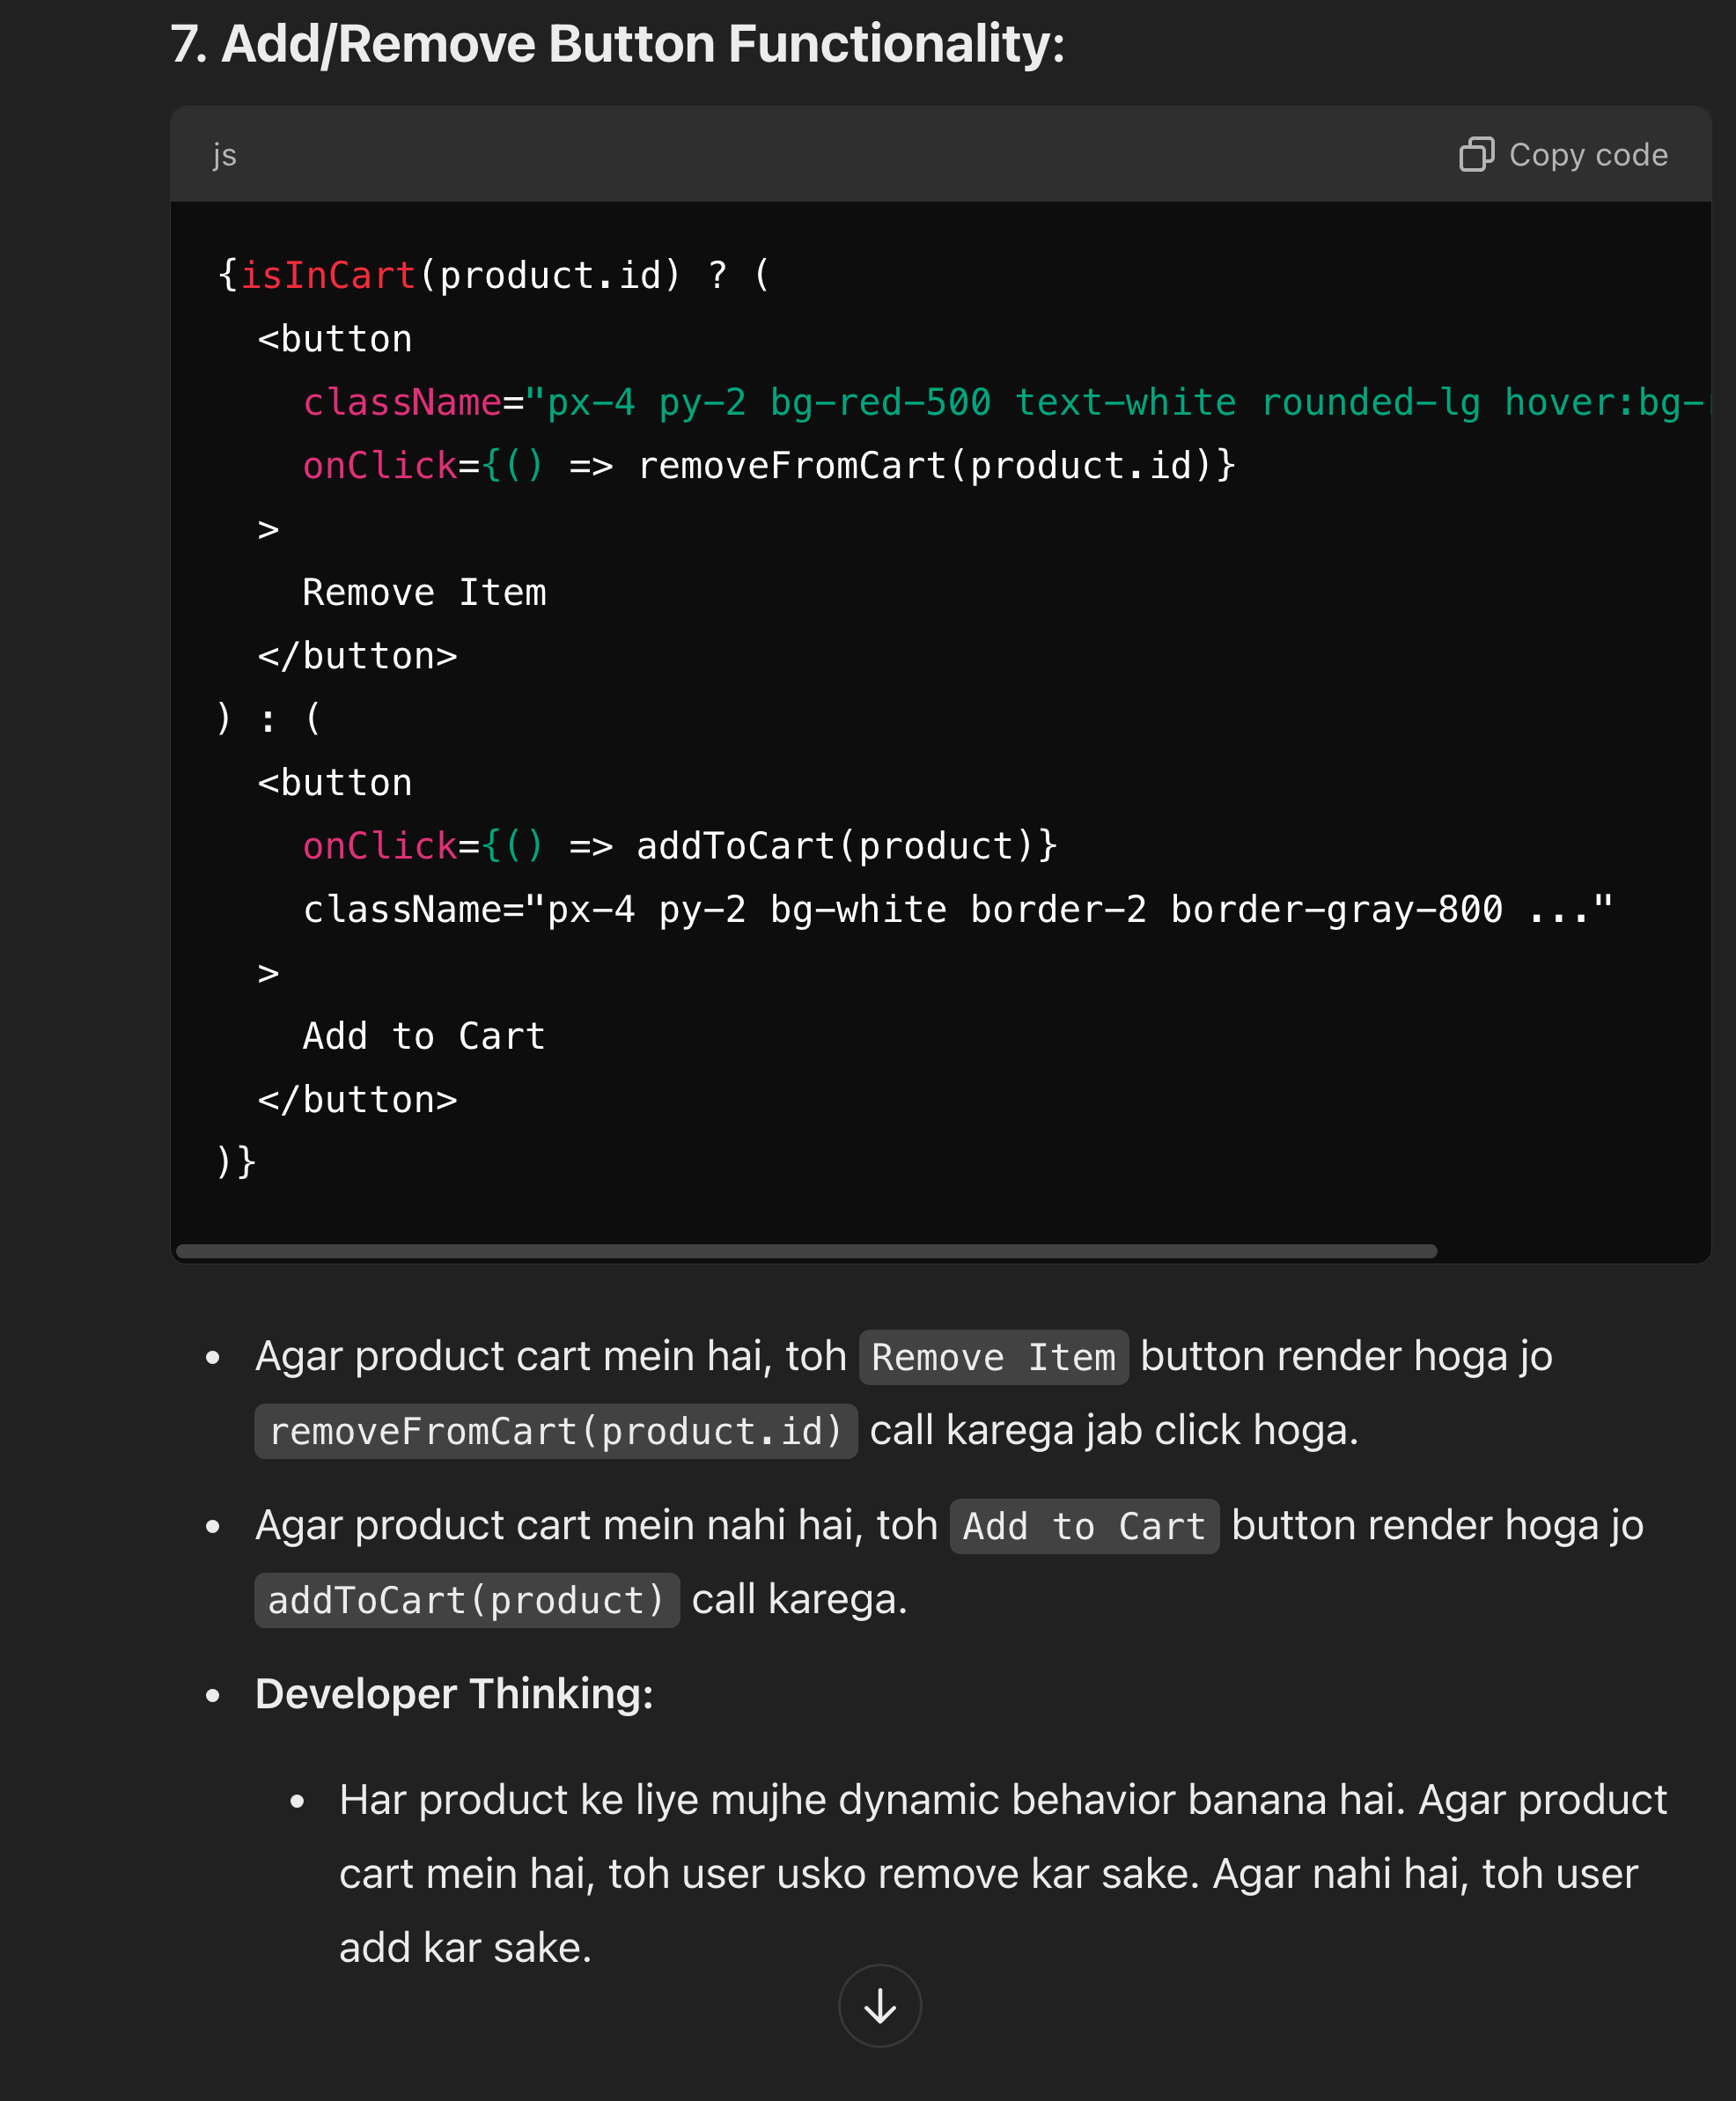 7. Add/Remove Button Functionality:
js
Copy code
{isInCart(product.id) ? (
<button
className="px-4 py-2 bg-red-500 text-white rounded-lg hover:bg-
onClick={() => removeFromCart(product.id)}
>
Remove Item
</button>
) : (
<button
onClick={() => addToCart(product)}
className="px-4 py-2 bg-white border-2 border-gray-800 ..."
>
Add to Cart
</button>
)}
• Agar product cart mein hai, toh Remove Item button render hoga jo
removeFromCart(product.id) call karega jab click hoga.
• Agar product cart mein nahi hai, toh Add to Cart button render hoga jo
addToCart(product) call karega.
• Developer Thinking:
• Har product ke liye mujhe dynamic behavior banana hai. Agar product
cart mein hai, toh user usko remove kar sake. Agar nahi hai, toh user
add kar sake.